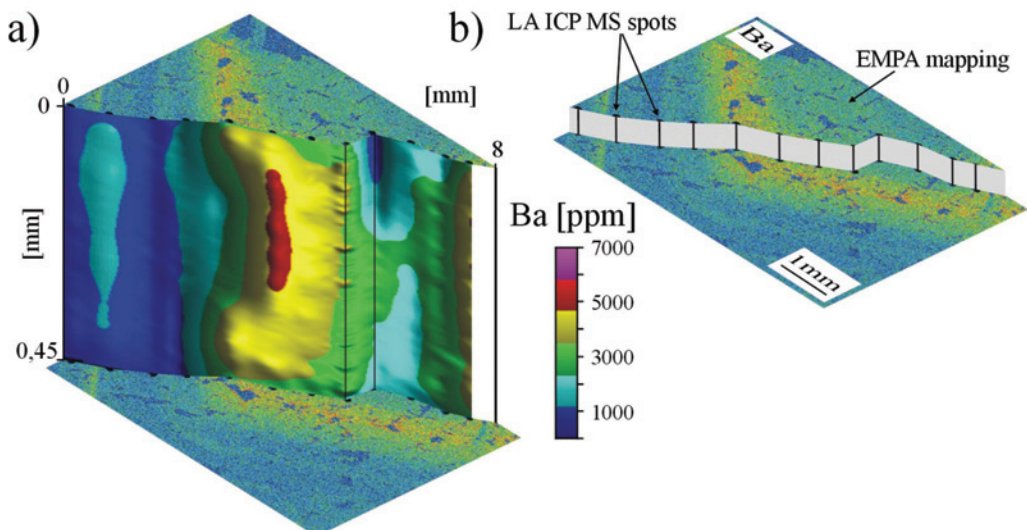 a)
0
0
[mm]
8
[mm]
0,45
Ba [ppm]
7000
5000
3000
1000
b)
LA ICP MS spots
Ba
EMPA mapping
1mm